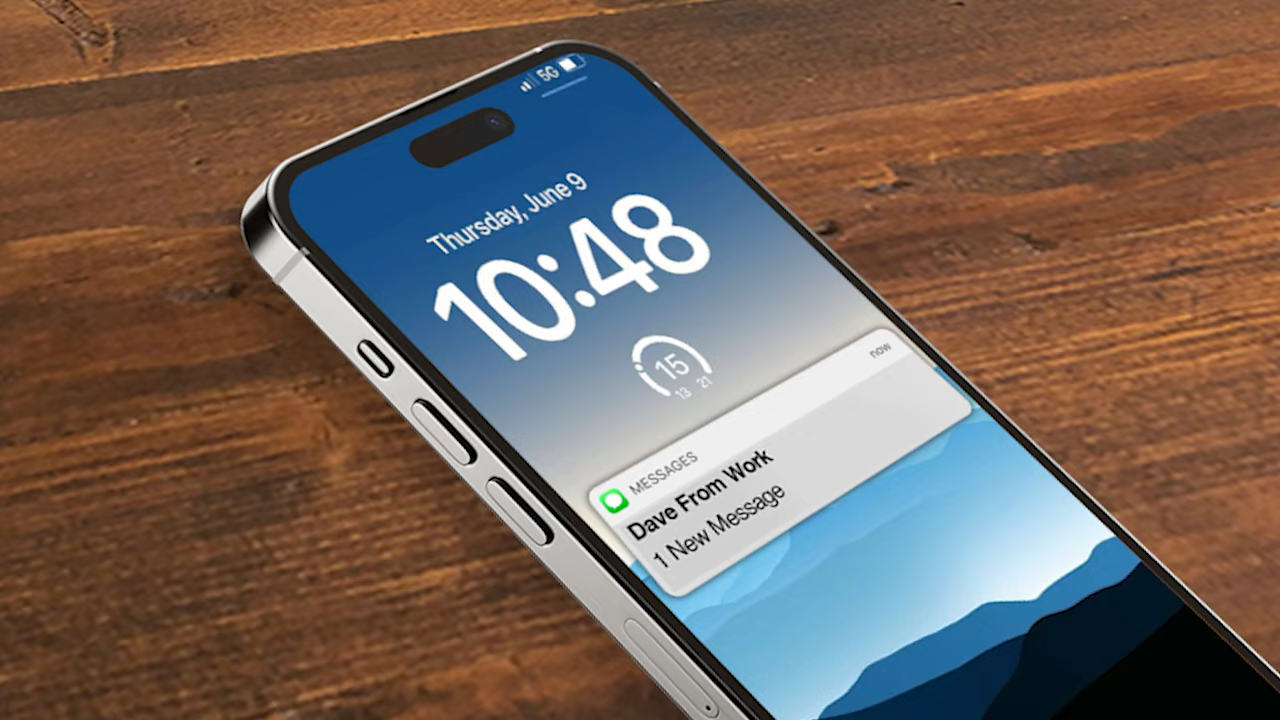 5G
Thursday, June 9
10:48
15
13 21
MESSAGES
now
Dave From Work
1 New Message